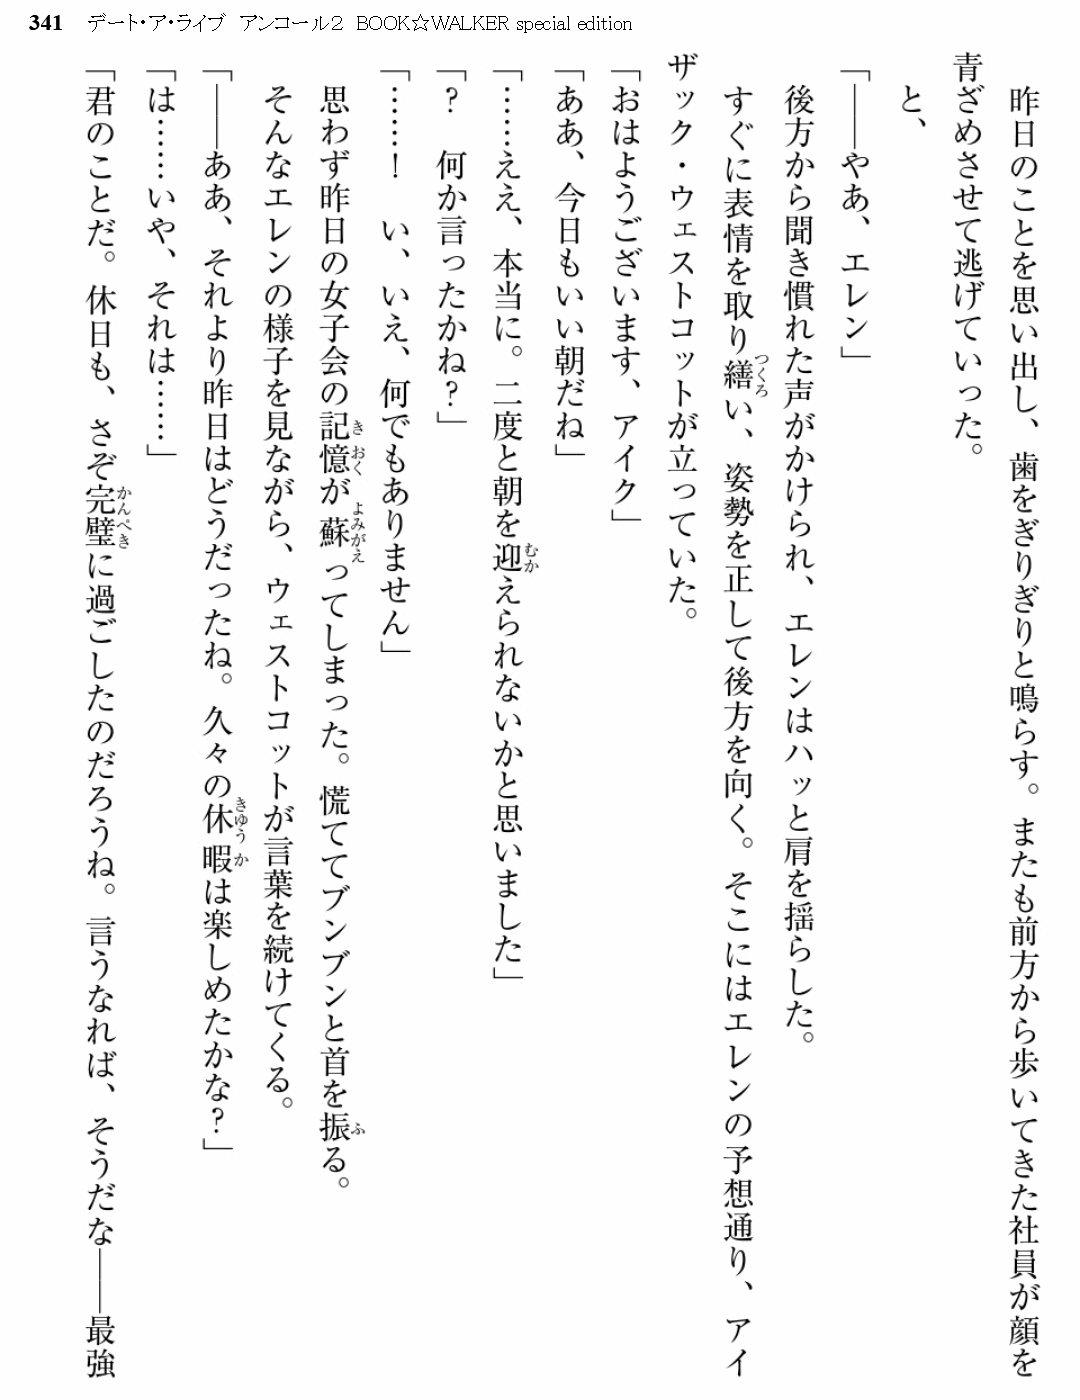 341 デート・ア・ライブ アンコール2 BOOK☆WALKER special edition
　昨日のことを思い出し、歯をぎりぎりと鳴らす。またも前方から歩いてきた社員が顔を
青ざめさせて逃げていった。
　と、
「――やあ、エレン」
　後方から聞き慣れた声がかけられ、エレンはハッと肩を揺らした。
　すぐに表情を取り繕い、姿勢を正して後方を向く。そこにはエレンの予想通り、アイ
ザック・ウェストコットが立っていた。
「おはようございます、アイク」
「ああ、今日もいい朝だね」
「……ええ、本当に。二度と朝を迎えられないかと思いました」
「？　何か言ったかね？」
「……！　い、いえ、何でもありません」
　思わず昨日の女子会の記憶が蘇ってしまった。慌ててブンブンと首を振る。
　そんなエレンの様子を見ながら、ウェストコットが言葉を続けてくる。
「――ああ、それより昨日はどうだったね。久々の休暇は楽しめたかな？」
「は……いや、それは……」
「君のことだ。休日も、さぞ完璧に過ごしたのだろうね。言うなれば、そうだな――最強